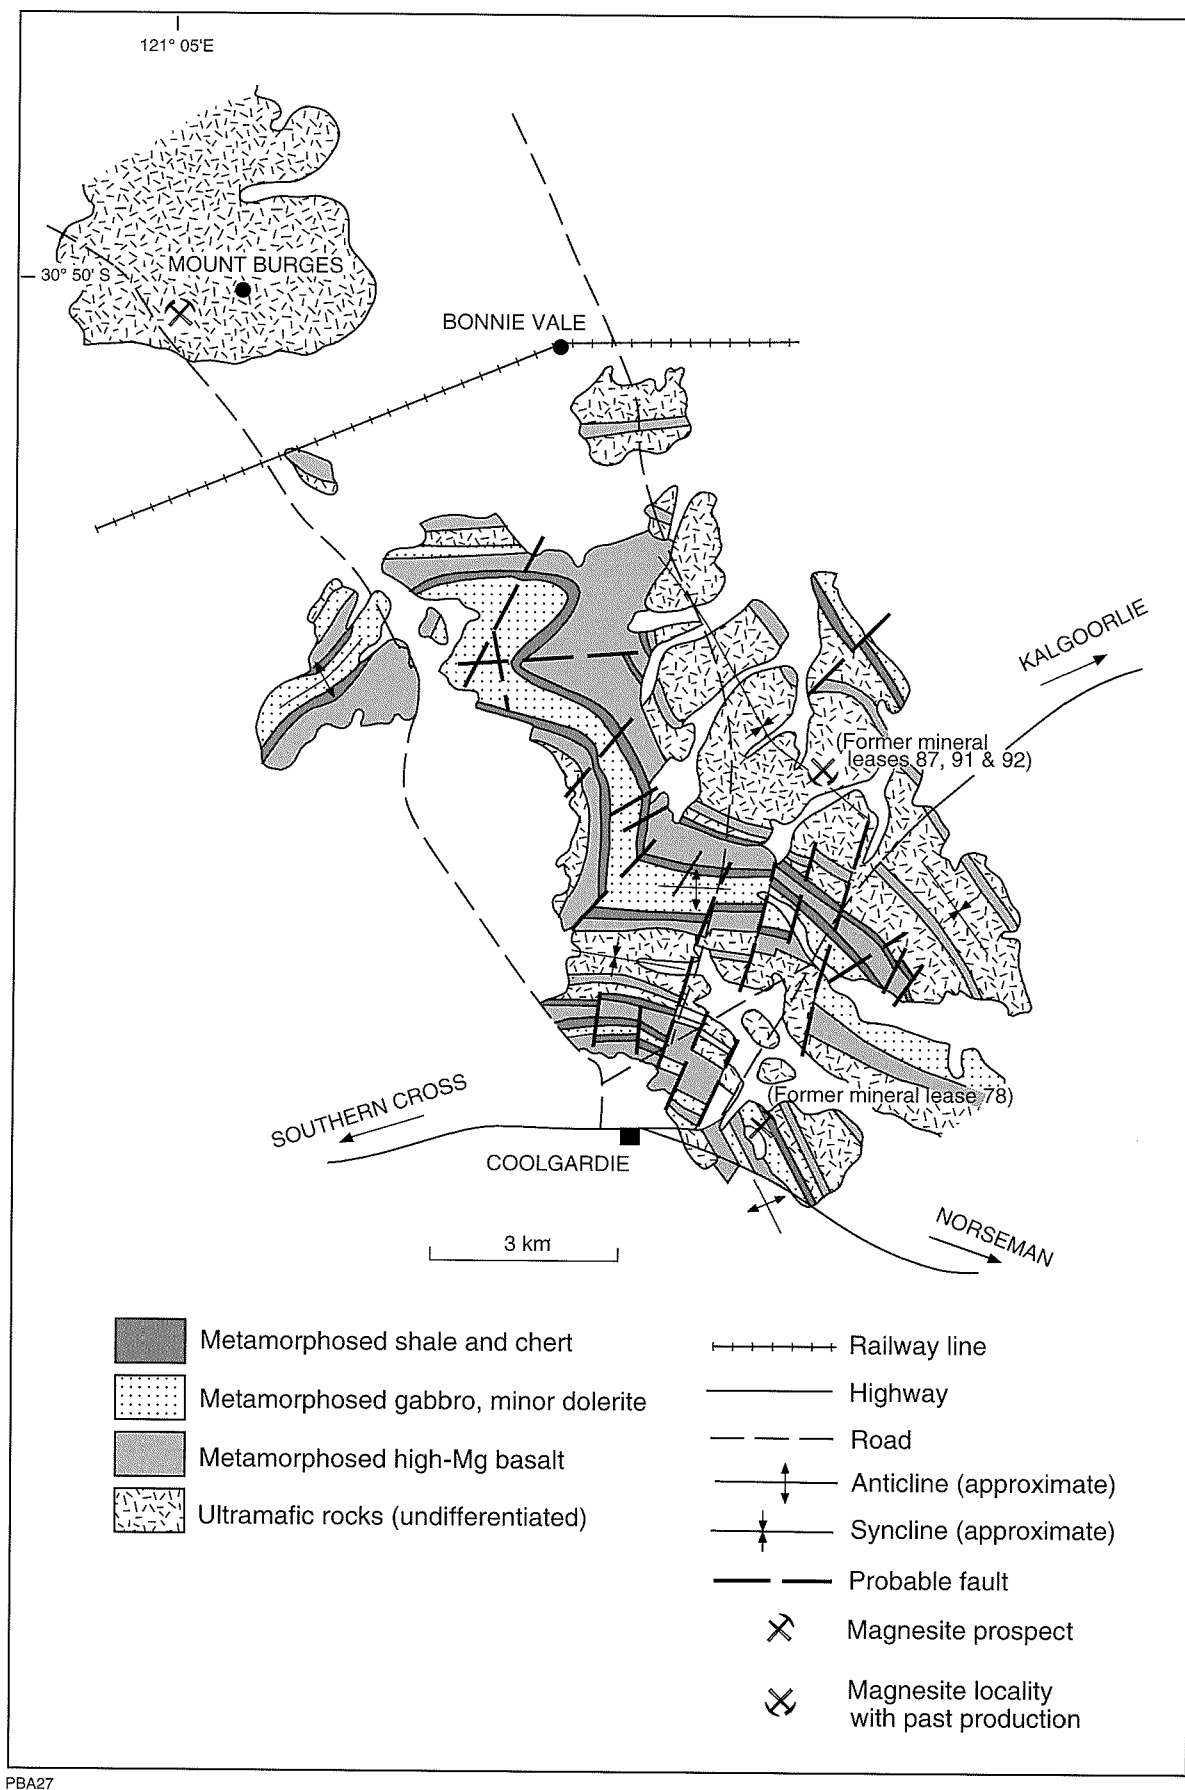 121° 05'E
30° 50' S
MOUNT BURGES
BONNIE VALE
KALGOORLIE
(Former mineral
leases 87, 91 & 92)
(Former mineral lease 78)
SOUTHERN CROSS
COOLGARDIE
NORSEMAN
3 km
Metamorphosed shale and chert
Metamorphosed gabbro, minor dolerite
Metamorphosed high-Mg basalt
Ultramafic rocks (undifferentiated)
Railway line
Highway
Road
Anticline (approximate)
Syncline (approximate)
Probable fault
Magnesite prospect
Magnesite locality
with past production
PBA27